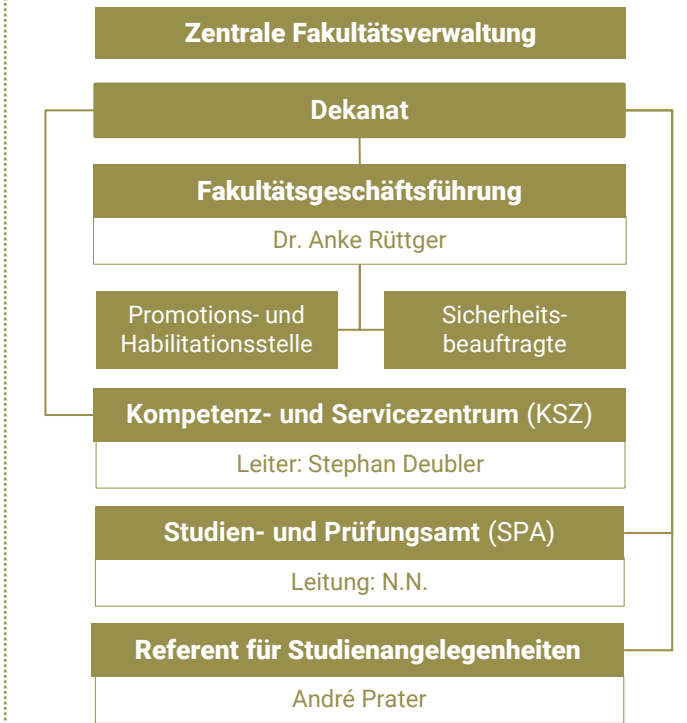 Zentrale Fakultätsverwaltung
Dekanat
Fakultätsgeschäftsführung
Dr. Anke Rüttger
Promotions- und
Habilitationsstelle
Sicherheits-
beauftragte
Kompetenz- und Servicezentrum (KSZ)
Leiter: Stephan Deubler
Studien- und Prüfungsamt (SPA)
Leitung: N.N.
Referent für Studienangelegenheiten
André Prater